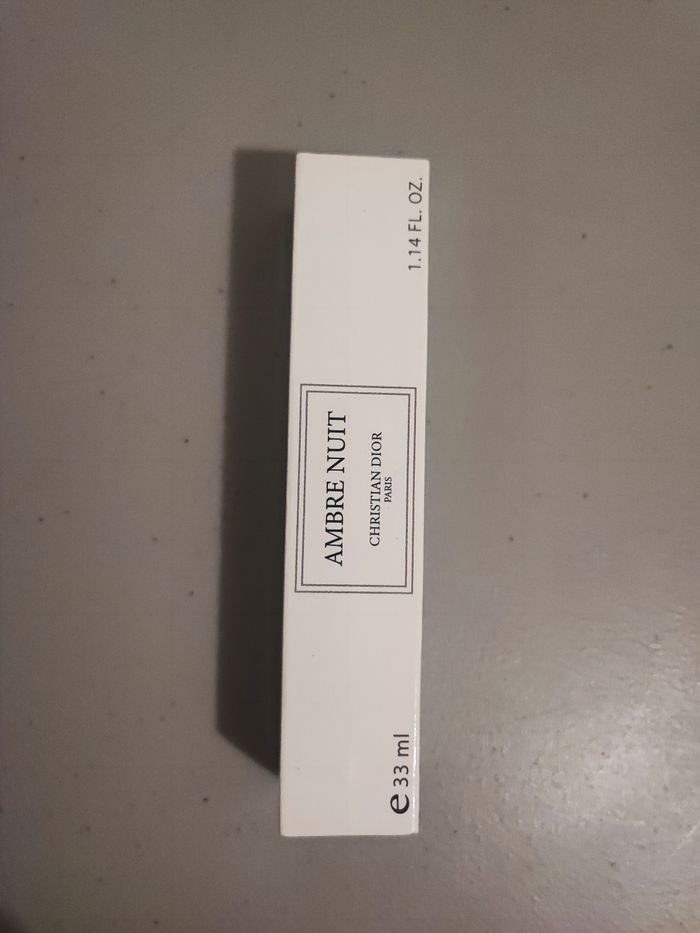 AMBRE NUIT
CHRISTIAN DIOR
PARIS
e 33 ml
1.14 FL. OZ.